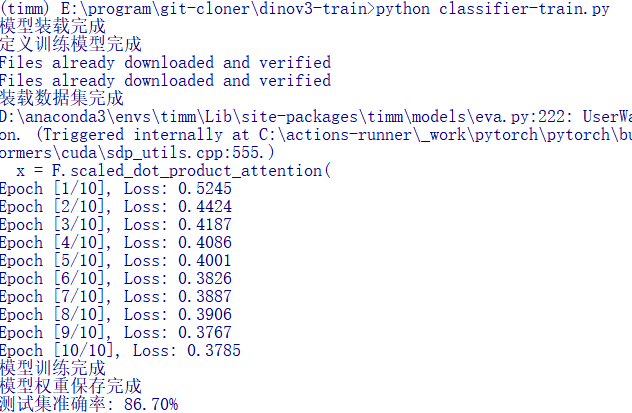 (timm) E:\program\git-cloner\dinov3-train>python classifier-train.py
模型装载完成
定义训练模型完成
Files already downloaded and verified
Files already downloaded and verified
装载数据集完成
D:\anaconda3\envs\timm\Lib\site-packages\timm\models\eva.py:222: UserWa
on. (Triggered internally at C:\actions-runner\_work\pytorch\pytorch\bu
ormers\cuda\sdp_utils.cpp:555.)
  x = F.scaled_dot_product_attention(
Epoch [1/10], Loss: 0.5245
Epoch [2/10], Loss: 0.4424
Epoch [3/10], Loss: 0.4187
Epoch [4/10], Loss: 0.4086
Epoch [5/10], Loss: 0.4001
Epoch [6/10], Loss: 0.3826
Epoch [7/10], Loss: 0.3887
Epoch [8/10], Loss: 0.3906
Epoch [9/10], Loss: 0.3767
Epoch [10/10], Loss: 0.3785
模型训练完成
模型权重保存完成
测试集准确率: 86.70%